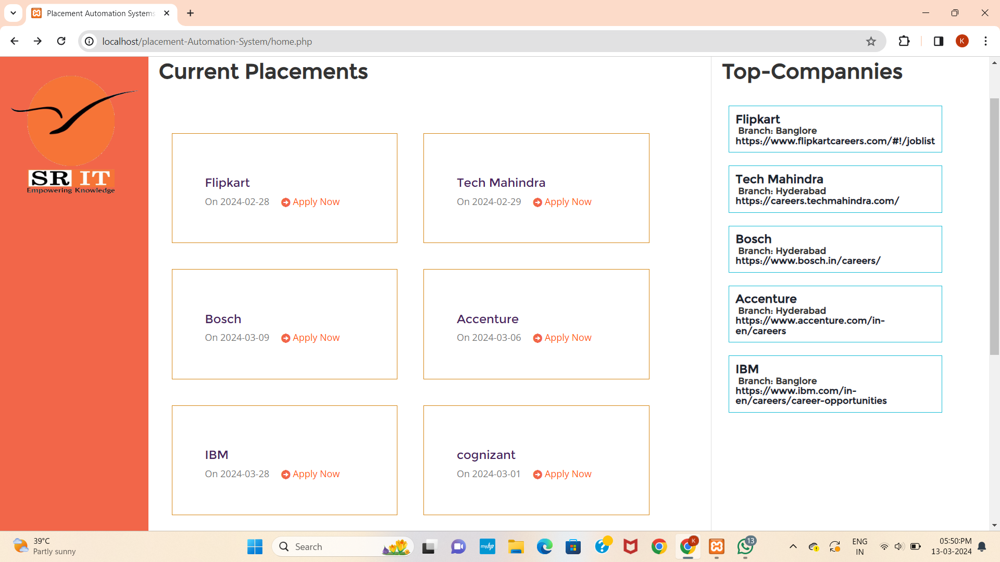 Placement Automation Systems
localhost/placement-Automation-System/home.php
K
SR IT
Empowering Knowledge
Current Placements
Flipkart
On 2024-02-28 Apply Now
Tech Mahindra
On 2024-02-29 Apply Now
Bosch
On 2024-03-09 Apply Now
Accenture
On 2024-03-06 Apply Now
IBM
On 2024-03-28 Apply Now
cognizant
On 2024-03-01 Apply Now
Top-Compannies
Flipkart
Branch: Banglore
https://www.flipkartcareers.com/#!/joblist
Tech Mahindra
Branch: Hyderabad
https://careers.techmahindra.com/
Bosch
Branch: Hyderabad
https://www.bosch.in/careers/
Accenture
Branch: Hyderabad
https://www.accenture.com/in-
en/careers
IBM
Branch: Banglore
https://www.ibm.com/in-
en/careers/career-opportunities
39°C
Partly sunny
Search
myhp
K
13
ENG
IN
05:50:PM
13-03-2024